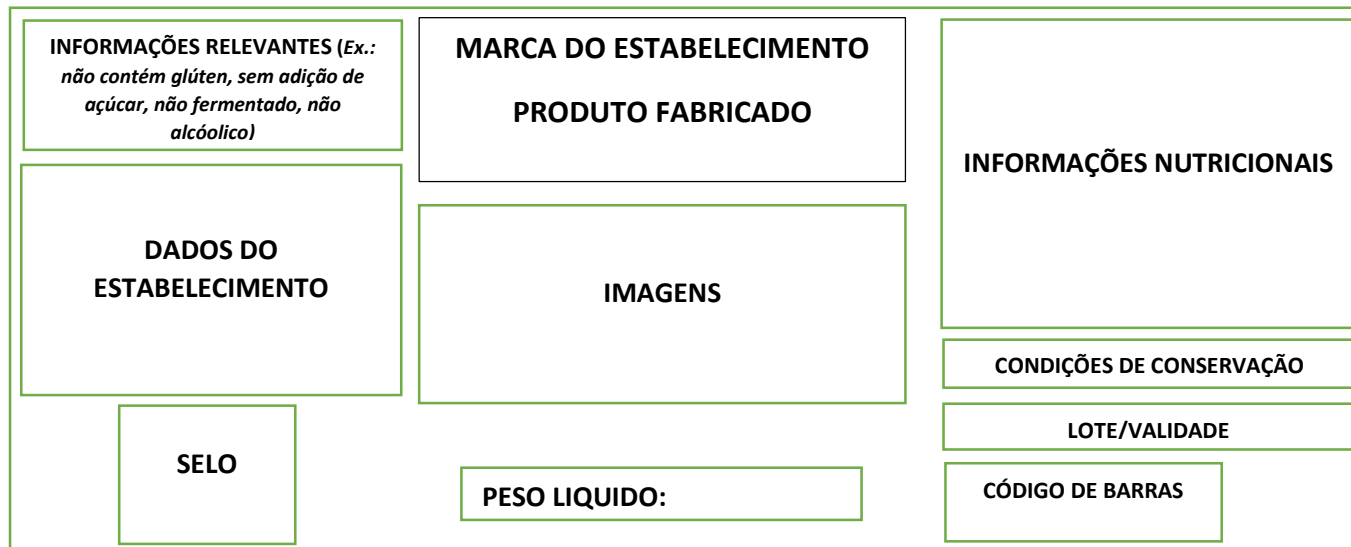 INFORMAÇÕES RELEVANTES (Ex.:
não contém glúten, sem adição de
açúcar, não fermentado, não
alcóolico)
DADOS DO
ESTABELECIMENTO
SELO
MARCA DO ESTABELECIMENTO
PRODUTO FABRICADO
IMAGENS
PESO LIQUIDO:
INFORMAÇÕES NUTRICIONAIS
CONDIÇÕES DE CONSERVAÇÃO
LOTE/VALIDADE
CÓDIGO DE BARRAS